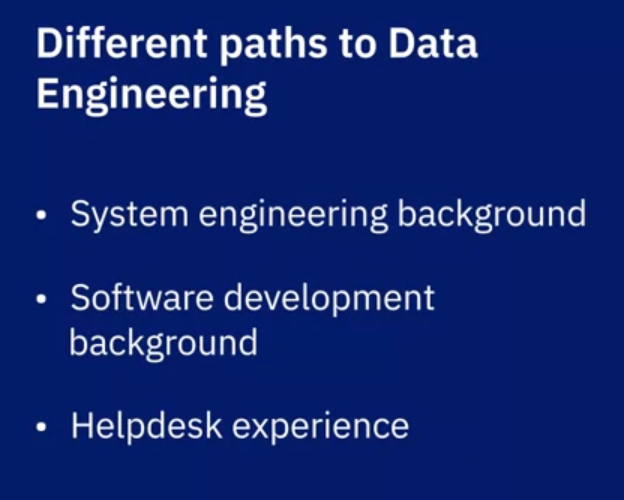 Different paths to Data
Engineering
• System engineering background
• Software development
background
• Helpdesk experience